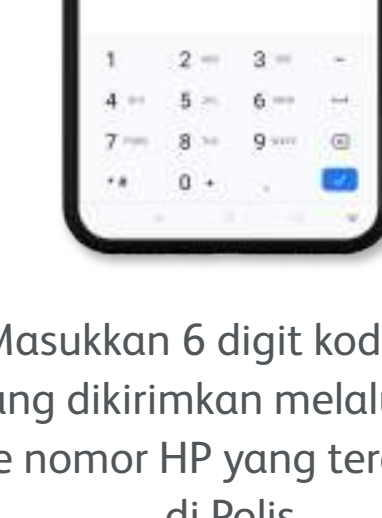 1 2 3 -
4 5 6
7 8 9
* # 0 + .
Masukkan 6 digit kod
ang dikirimkan melalu
e nomor HP yang tera
di Polis